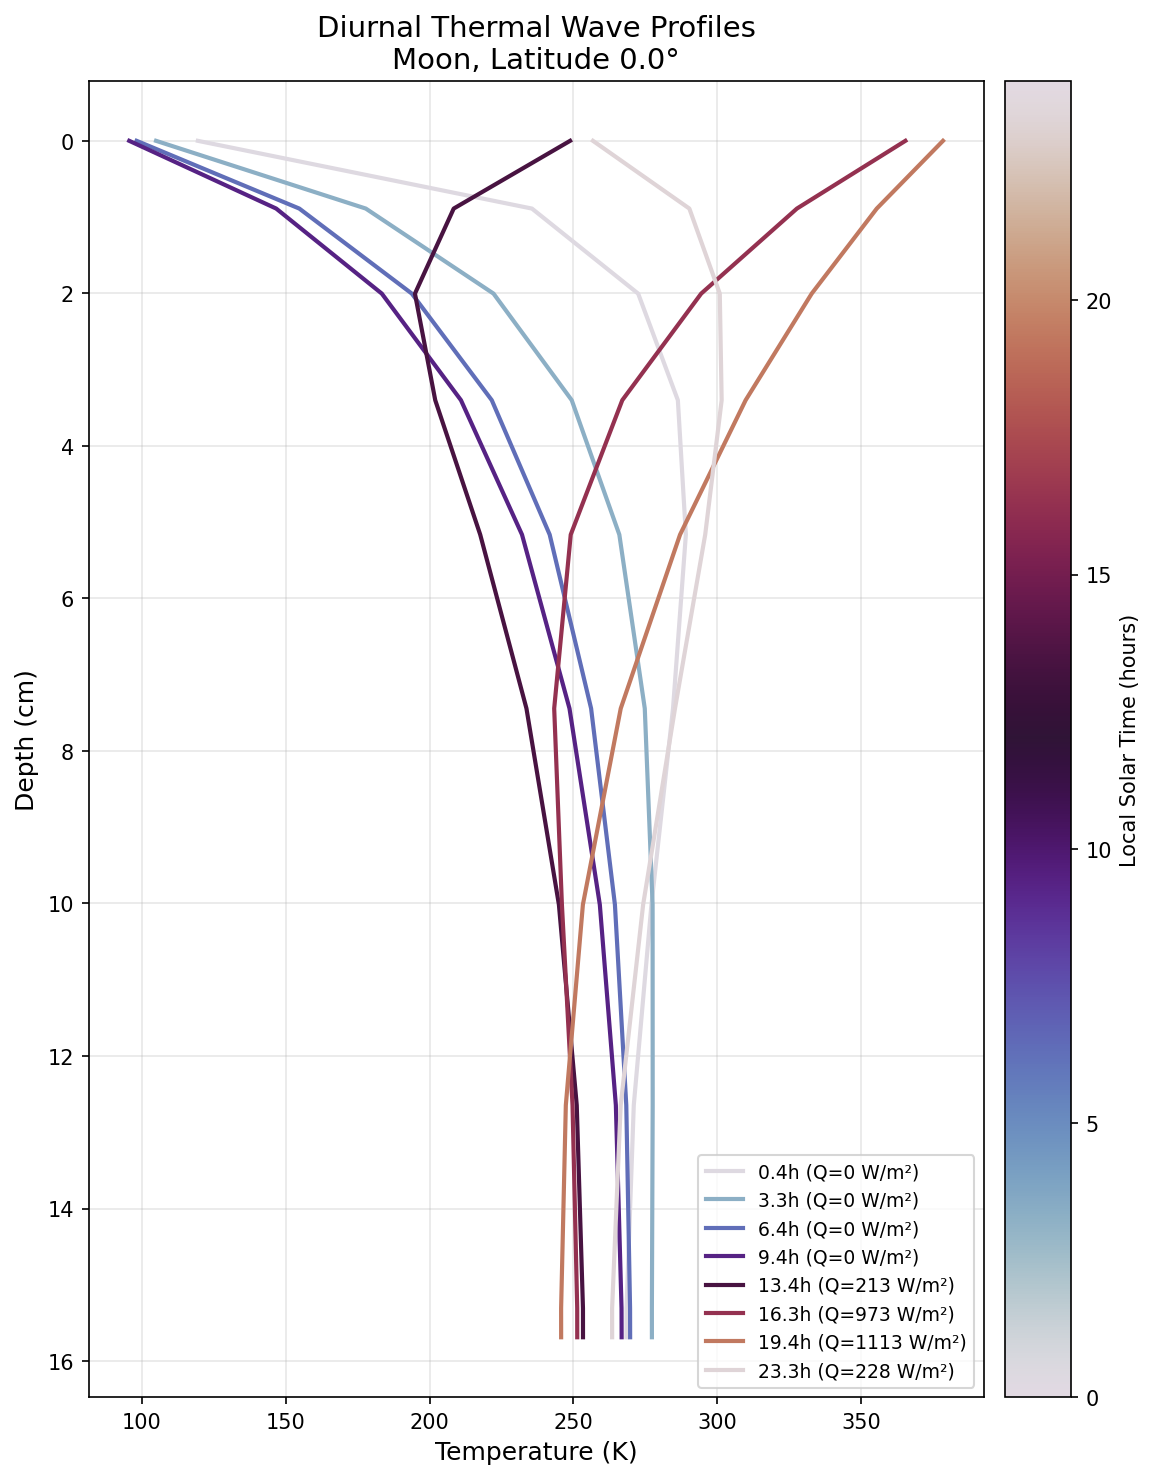 Diurnal Thermal Wave Profiles
Moon, Latitude 0.0°
0
2
4
6
8
10
12
14
16
Depth (cm)
100
150
200
250
300
350
Temperature (K)
0.4h (Q=0 W/m²)
3.3h (Q=0 W/m²)
6.4h (Q=0 W/m²)
9.4h (Q=0 W/m²)
13.4h (Q=213 W/m²)
16.3h (Q=973 W/m²)
19.4h (Q=1113 W/m²)
23.3h (Q=228 W/m²)
20
15
10
5
0
Local Solar Time (hours)